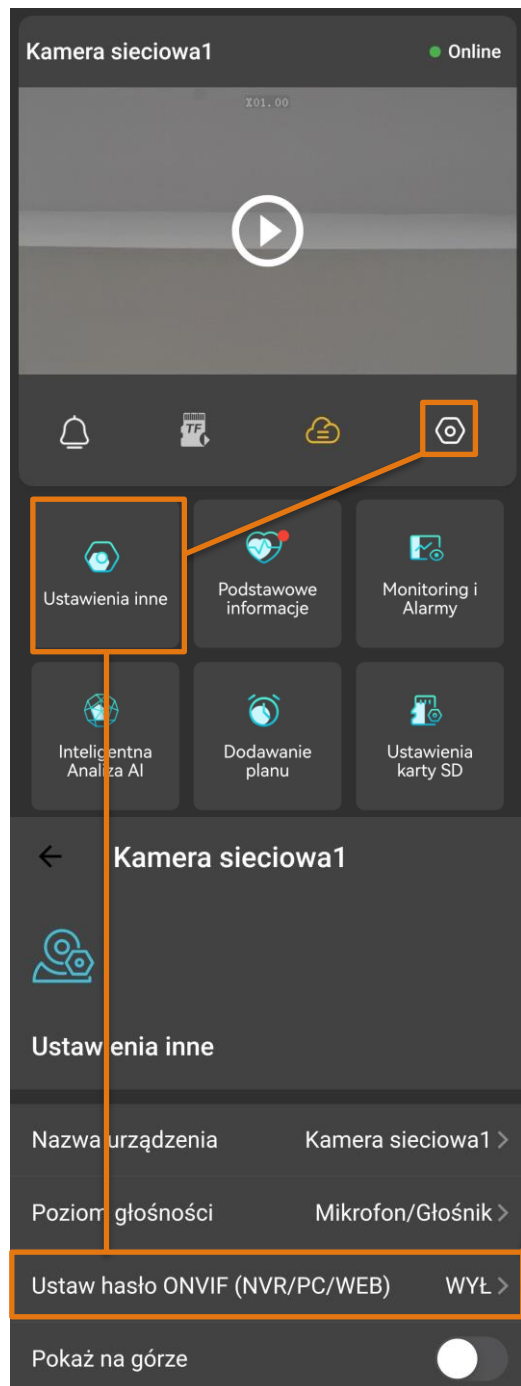 Kamera sieciowa1
Online
X01.00
TF
Ustawienia inne
Podstawowe
informacje
Monitoring i
Alarmy
Inteligentna
Analiza AI
Dodawanie
planu
Ustawienia
karty SD
Kamera sieciowa1
Ustawienia inne
Nazwa urządzenia Kamera sieciowa1
Poziom głośności Mikrofon/Głośnik
Ustaw hasło ONVIF (NVR/PC/WEB) WYŁ
Pokaż na górze